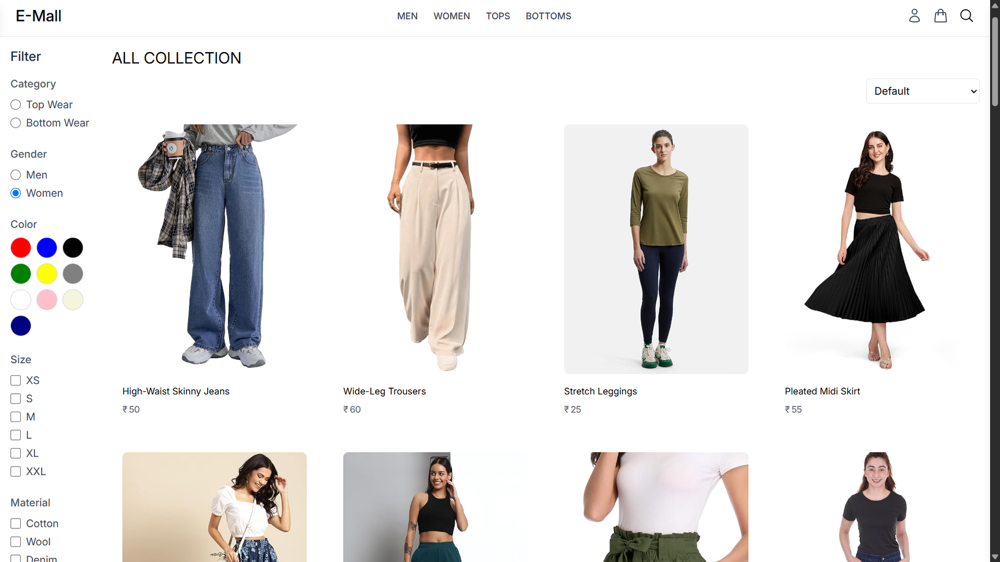 E-Mall
MEN WOMEN TOPS BOTTOMS
Filter
ALL COLLECTION
Category
Default
Top Wear
Bottom Wear
Gender
Men
Women
Color
Size
XS
S
M
L
XL
XXL
High-Waist Skinny Jeans
₹ 50
Wide-Leg Trousers
₹ 60
Stretch Leggings
₹ 25
Pleated Midi Skirt
₹ 55
Material
Cotton
Wool
Denim